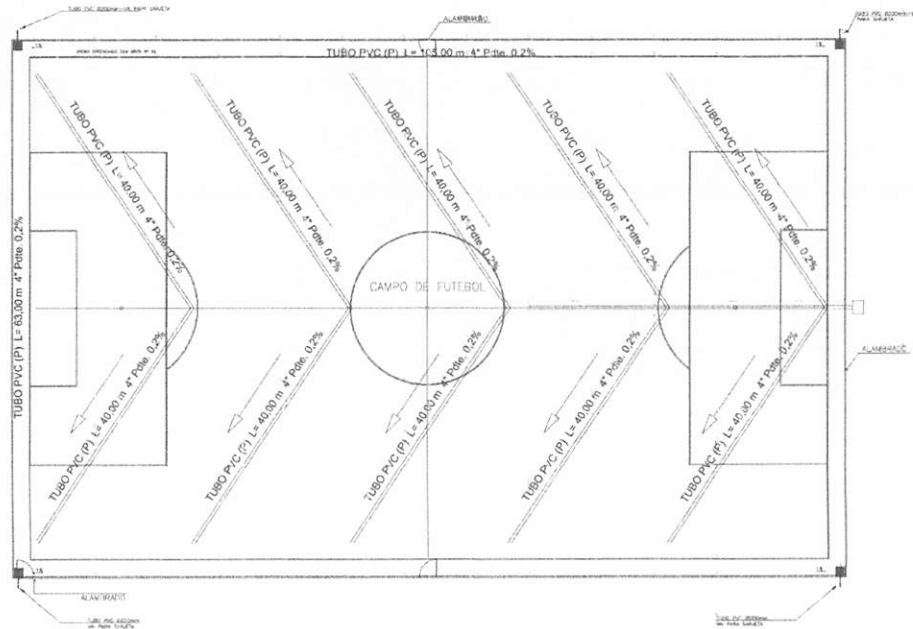 ALAMBRADO
TUBO PVC (P) L = 105,00 m 4" Pdte. 0,2%
TUBO PVC (P) L= 40,00 m 4" Pdte. 0,2%
TUBO PVC (P) L= 40,00 m 4" Pdte. 0,2%
TUBO PVC (P) L= 40,00 m 4" Pdte. 0,2%
TUBO PVC (P) L= 40,00 m 4" Pdte. 0,2%
TUBO PVC (P) L= 40,00 m 4" Pdte. 0,2%
TUBO PVC (P) L= 63,00 m 4" Pdte. 0,2%
CAMPO DE FUTEBOL
ALAMBRADO
TUBO PVC (P) L= 40,00 m 4" Pdte. 0,2%
TUBO PVC (P) L= 40,00 m 4" Pdte. 0,2%
TUBO PVC (P) L= 40,00 m 4" Pdte. 0,2%
TUBO PVC (P) L= 40,00 m 4" Pdte. 0,2%
TUBO PVC (P) L= 40,00 m 4" Pdte. 0,2%
ALAMBRADO